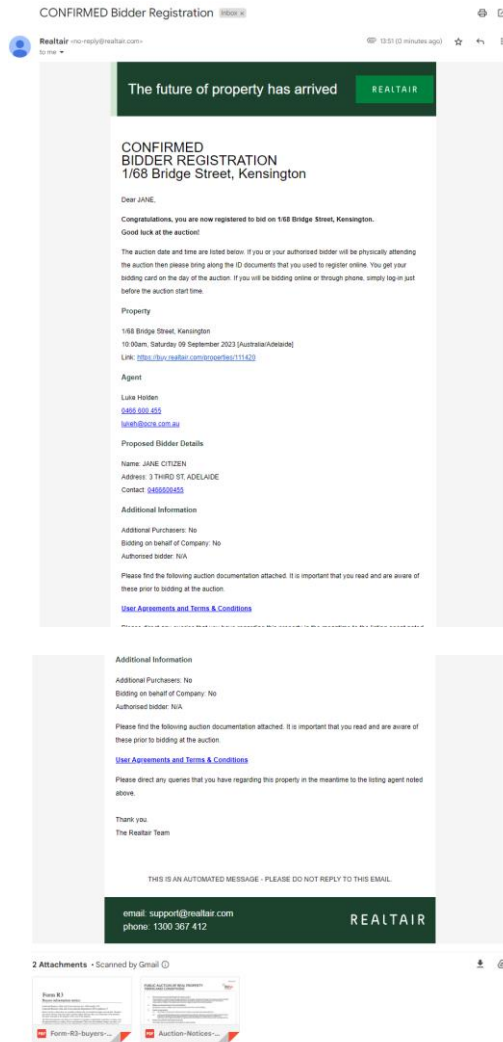 CONFIRMED Bidder Registration Inbox x
Realtair <no-reply@realtair.com>
13:51 (0 minutes ago)
to me
The future of property has arrived
REALTAIR
CONFIRMED
BIDDER REGISTRATION
1/68 Bridge Street, Kensington
Dear JANE,
Congratulations, you are now registered to bid on 1/68 Bridge Street, Kensington.
Good luck at the auction!
The auction date and time are listed below. If you or your authorised bidder will be physically attending
the auction then please bring along the ID documents that you used to register online. You get your
bidding card on the day of the auction. If you will be bidding online or through phone, simply log-in just
before the auction start time.
Property
1/68 Bridge Street, Kensington
10:00am, Saturday 09 September 2023 [Australia/Adelaide]
Link: https://buy.realtair.com/properties/111420
Agent
Luke Holden
0466 600 455
lukeh@ocre.com.au
Proposed Bidder Details
Name: JANE CITIZEN
Address: 3 THIRD ST, ADELAIDE
Contact: 0466600455
Additional Information
Additional Purchasers: No
Bidding on behalf of Company: No
Authorised bidder: N/A
Please find the following auction documentation attached. It is important that you read and are aware of
these prior to bidding at the auction.
User Agreements and Terms & Conditions
Additional Information
Additional Purchasers: No
Bidding on behalf of Company: No
Authorised bidder: N/A
Please find the following auction documentation attached. It is important that you read and are aware of
these prior to bidding at the auction.
User Agreements and Terms & Conditions
Please direct any queries that you have regarding this property in the meantime to the listing agent noted
above.
Thank you.
The Realtair Team
THIS IS AN AUTOMATED MESSAGE - PLEASE DO NOT REPLY TO THIS EMAIL.
email: support@realtair.com
phone: 1300 367 412
REALTAIR
2 Attachments • Scanned by Gmail
Form R3
PDF Form-R3-buyers-...
PDF Auction-Notices-...